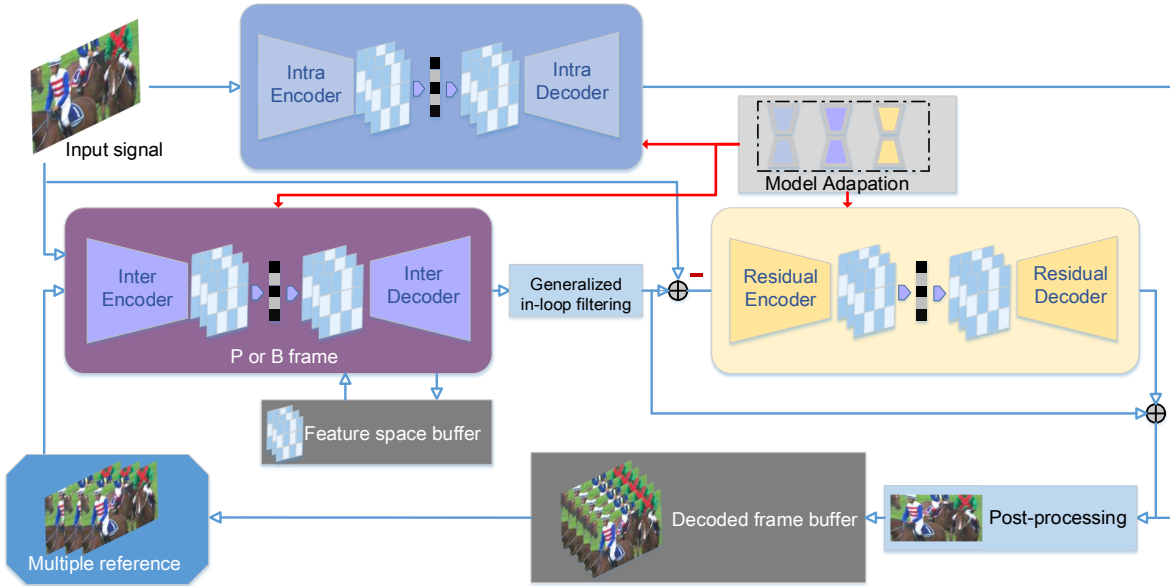 Intra
Encoder
Intra
Decoder
Input signal
Model Adapation
Inter
Encoder
Inter
Decoder
P or B frame
Generalized
in-loop filtering
Residual
Encoder
Residual
Decoder
Feature space buffer
Multiple reference
Decoded frame buffer
Post-processing